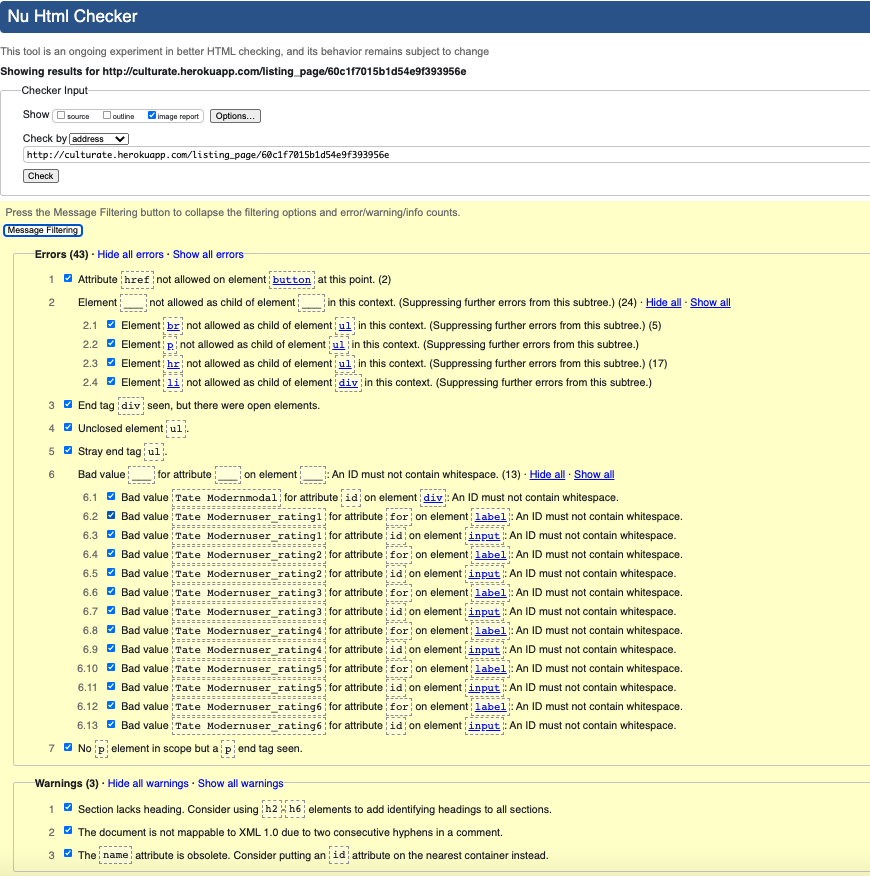 Nu Html Checker
This tool is an ongoing experiment in better HTML checking, and its behavior remains subject to change
Showing results for http://culturate.herokuapp.com/listing_page/60c1f7015b1d54e9f393956e
Checker Input
Show source outline image report Options...
Check by address
http://culturate.herokuapp.com/listing_page/60c1f7015b1d54e9f393956e
Check
Press the Message Filtering button to collapse the filtering options and error/warning/info counts.
Message Filtering
Errors (43) · Hide all errors · Show all errors
1 Attribute href not allowed on element button at this point. (2)
2 Element ___ not allowed as child of element ___ in this context. (Suppressing further errors from this subtree.) (24) · Hide all · Show all
2.1 Element br not allowed as child of element ul in this context. (Suppressing further errors from this subtree.) (5)
2.2 Element p not allowed as child of element ul in this context. (Suppressing further errors from this subtree.)
2.3 Element hr not allowed as child of element ul in this context. (Suppressing further errors from this subtree.) (17)
2.4 Element li not allowed as child of element div in this context. (Suppressing further errors from this subtree.)
3 End tag div seen, but there were open elements.
4 Unclosed element ul.
5 Stray end tag ul.
6 Bad value ___ for attribute ___ on element ___: An ID must not contain whitespace. (13) · Hide all · Show all
6.1 Bad value Tate Modernmodal for attribute id on element div: An ID must not contain whitespace.
6.2 Bad value Tate Modernuser_rating1 for attribute for on element label: An ID must not contain whitespace.
6.3 Bad value Tate Modernuser_rating1 for attribute id on element input: An ID must not contain whitespace.
6.4 Bad value Tate Modernuser_rating2 for attribute for on element label: An ID must not contain whitespace.
6.5 Bad value Tate Modernuser_rating2 for attribute id on element input: An ID must not contain whitespace.
6.6 Bad value Tate Modernuser_rating3 for attribute for on element label: An ID must not contain whitespace.
6.7 Bad value Tate Modernuser_rating3 for attribute id on element input: An ID must not contain whitespace.
6.8 Bad value Tate Modernuser_rating4 for attribute for on element label: An ID must not contain whitespace.
6.9 Bad value Tate Modernuser_rating4 for attribute id on element input: An ID must not contain whitespace.
6.10 Bad value Tate Modernuser_rating5 for attribute for on element label: An ID must not contain whitespace.
6.11 Bad value Tate Modernuser_rating5 for attribute id on element input: An ID must not contain whitespace.
6.12 Bad value Tate Modernuser_rating6 for attribute for on element label: An ID must not contain whitespace.
6.13 Bad value Tate Modernuser_rating6 for attribute id on element input: An ID must not contain whitespace.
7 No p element in scope but a p end tag seen.
Warnings (3) · Hide all warnings · Show all warnings
1 Section lacks heading. Consider using h2-h6 elements to add identifying headings to all sections.
2 The document is not mappable to XML 1.0 due to two consecutive hyphens in a comment.
3 The name attribute is obsolete. Consider putting an id attribute on the nearest container instead.